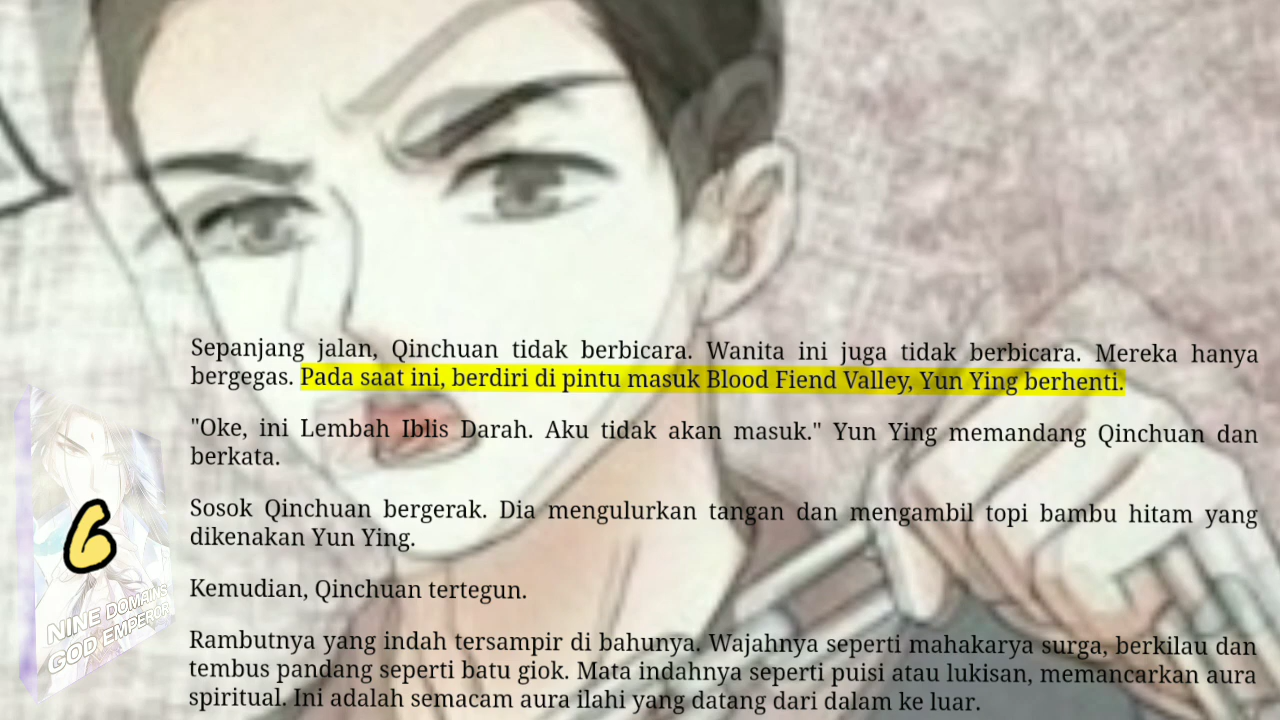 Sepanjang jalan, Qinchuan tidak berbicara. Wanita ini juga tidak berbicara. Mereka hanya
bergegas. Pada saat ini, berdiri di pintu masuk Blood Fiend Valley, Yun Ying berhenti.
"Oke, ini Lembah Iblis Darah. Aku tidak akan masuk." Yun Ying memandang Qinchuan dan
berkata.
Sosok Qinchuan bergerak. Dia mengulurkan tangan dan mengambil topi bambu hitam yang
dikenakan Yun Ying.
Kemudian, Qinchuan tertegun.
Rambutnya yang indah tersampir di bahunya. Wajahnya seperti mahakarya surga, berkilau dan
tembus pandang seperti batu giok. Mata indahnya seperti puisi atau lukisan, memancarkan aura
spiritual. Ini adalah semacam aura ilahi yang datang dari dalam ke luar.
6
NINE DOMAINS
GOD EMPEROR